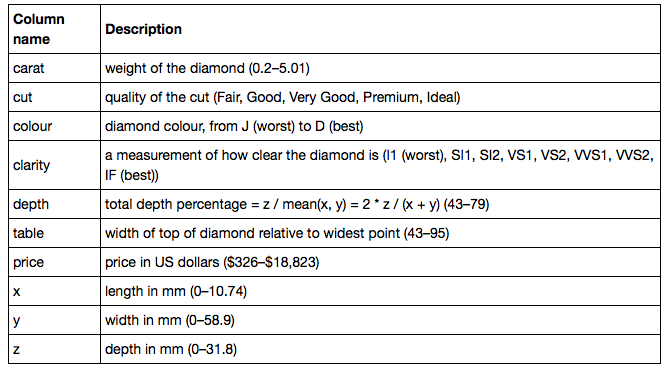 Column name Description
carat weight of the diamond (0.2–5.01)
cut quality of the cut (Fair, Good, Very Good, Premium, Ideal)
colour diamond colour, from J (worst) to D (best)
clarity a measurement of how clear the diamond is (I1 (worst), SI1, SI2, VS1, VS2, VVS1, VVS2,
IF (best))
depth total depth percentage = z / mean(x, y) = 2 * z / (x + y) (43–79)
table width of top of diamond relative to widest point (43–95)
price price in US dollars ($326–$18,823)
x length in mm (0–10.74)
y width in mm (0–58.9)
z depth in mm (0–31.8)